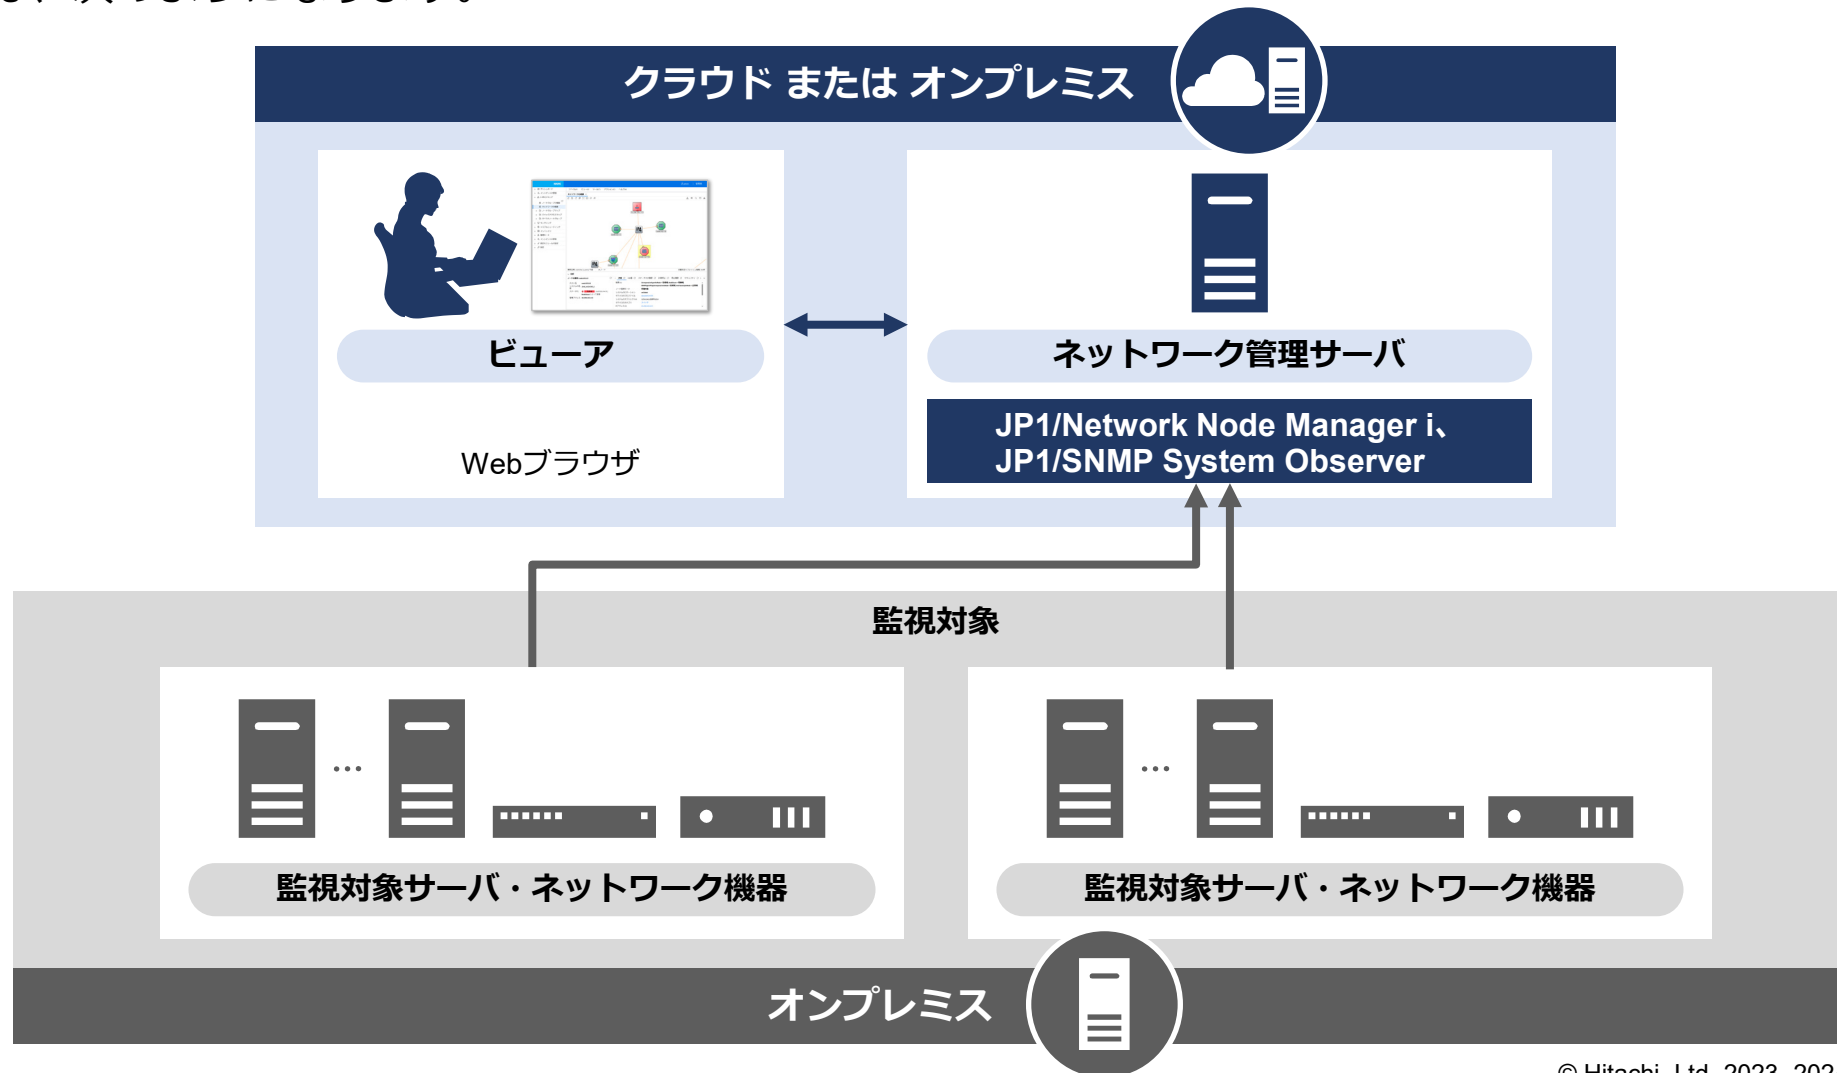 クラウド または オンプレミス
ビューア
Webブラウザ
ネットワーク管理サーバ
JP1/Network Node Manager i、
JP1/SNMP System Observer
監視対象
…
監視対象サーバ・ネットワーク機器
…
監視対象サーバ・ネットワーク機器
オンプレミス
© Hitachi, Ltd. 2023, 202